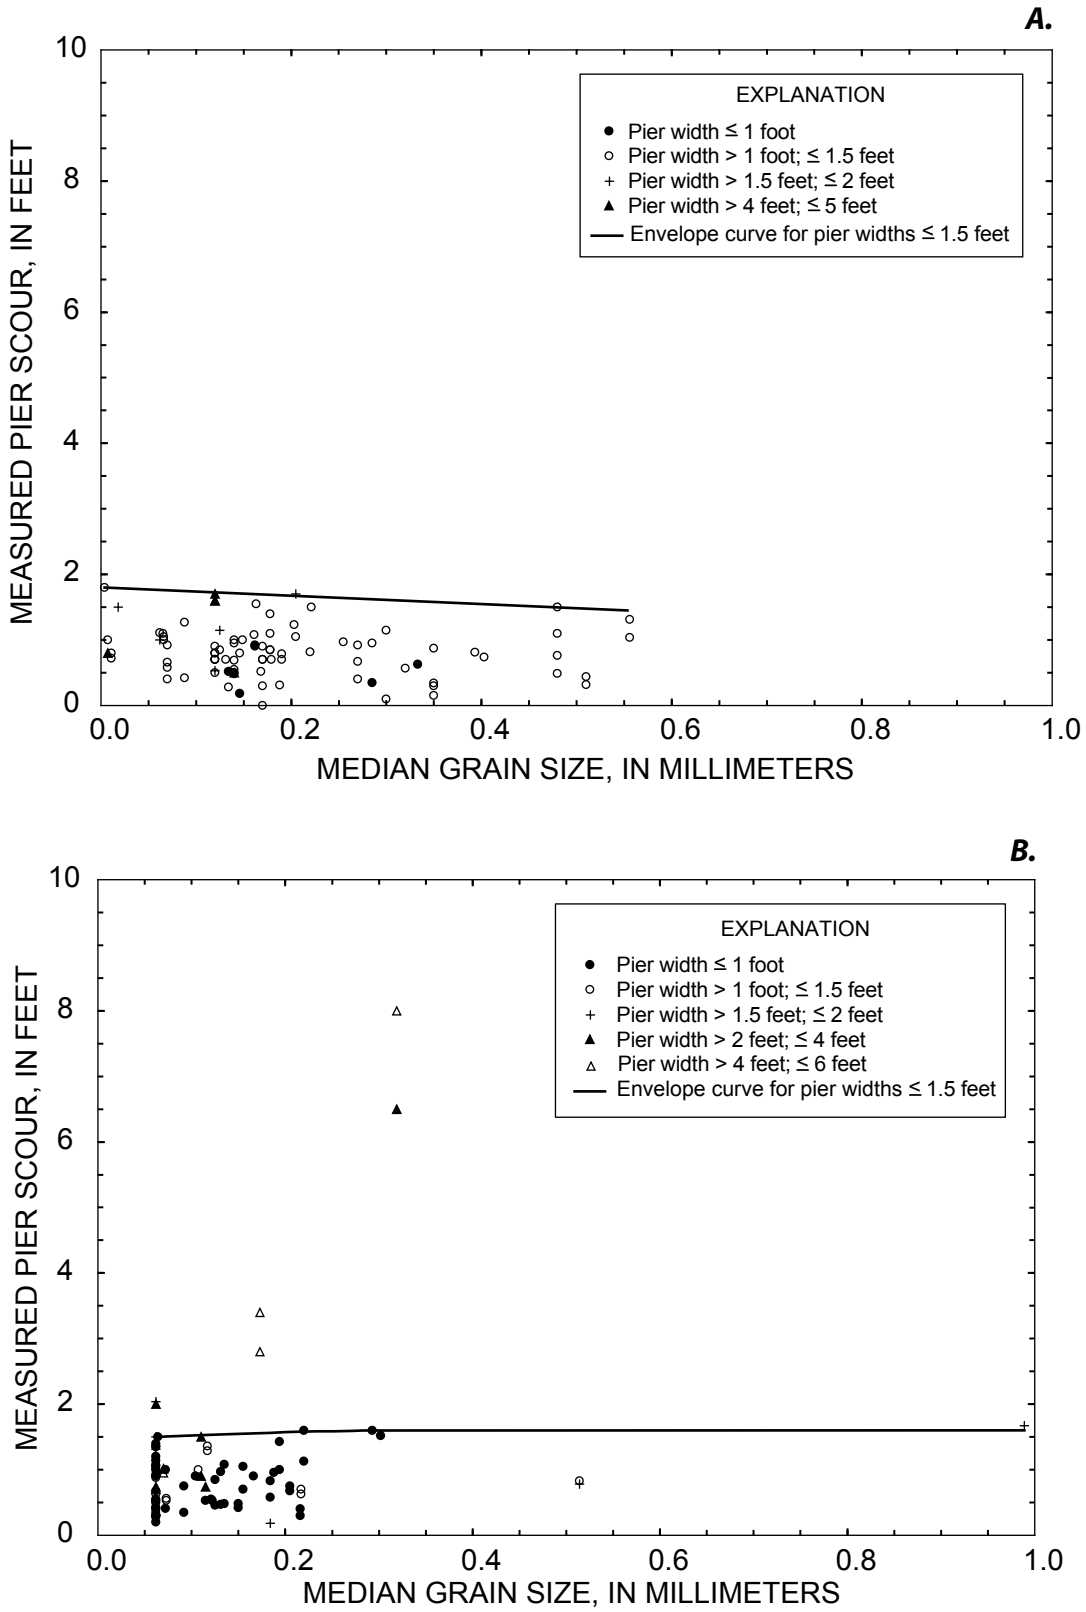 A.
10
8
6
4
2
0
MEASURED PIER SCOUR, IN FEET
EXPLANATION
Pier width ≤ 1 foot
Pier width > 1 foot; ≤ 1.5 feet
Pier width > 1.5 feet; ≤ 2 feet
Pier width > 4 feet; ≤ 5 feet
Envelope curve for pier widths ≤ 1.5 feet
0.0 0.2 0.4 0.6 0.8 1.0
MEDIAN GRAIN SIZE, IN MILLIMETERS
B.
10
8
6
4
2
0
MEASURED PIER SCOUR, IN FEET
EXPLANATION
Pier width ≤ 1 foot
Pier width > 1 foot; ≤ 1.5 feet
Pier width > 1.5 feet; ≤ 2 feet
Pier width > 2 feet; ≤ 4 feet
Pier width > 4 feet; ≤ 6 feet
Envelope curve for pier widths ≤ 1.5 feet
0.0 0.2 0.4 0.6 0.8 1.0
MEDIAN GRAIN SIZE, IN MILLIMETERS